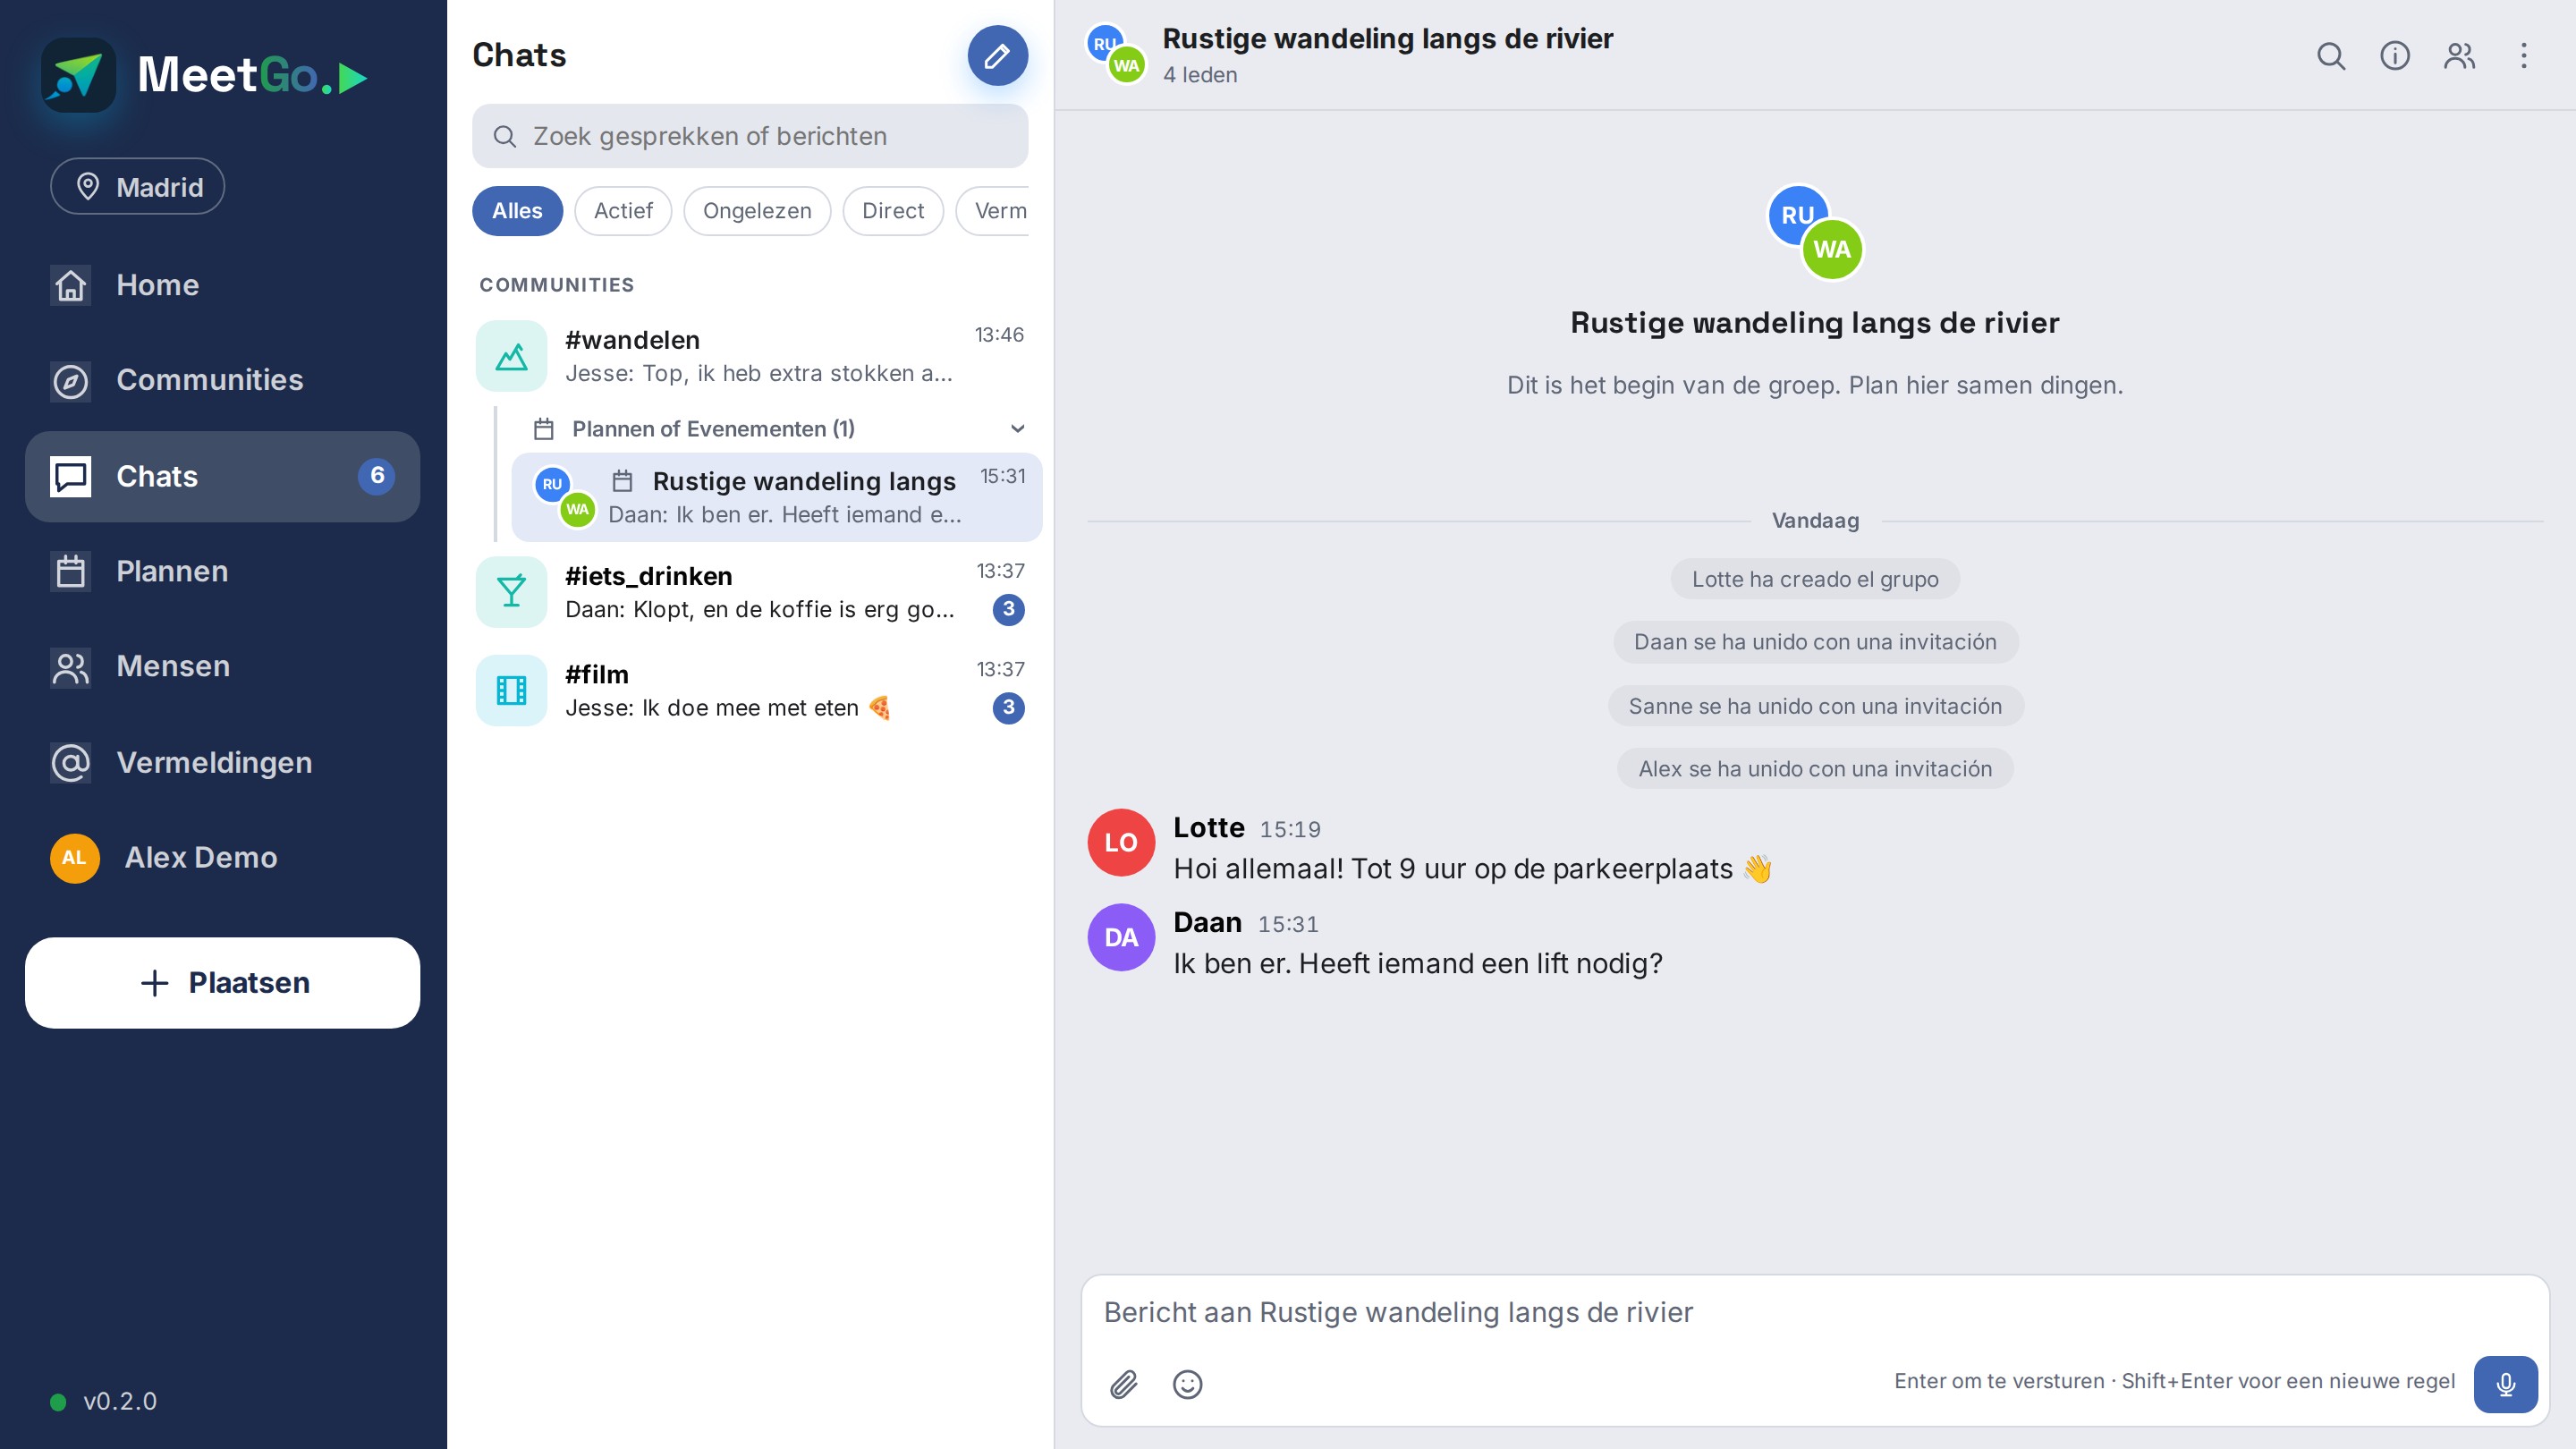 MeetGo.
Madrid
Home
Communities
Chats
6
Plannen
Mensen
Vermeldingen
AL
Alex Demo
Plaatsen
v0.2.0
Chats
Zoek gesprekken of berichten
Alles
Actief
Ongelezen
Direct
Verm
COMMUNITIES
#wandelen
13:46
Jesse: Top, ik heb extra stokken a...
Plannen of Evenementen (1)
RU
WA
Rustige wandeling langs
15:31
Daan: Ik ben er. Heeft iemand e...
#iets_drinken
13:37
Daan: Klopt, en de koffie is erg go...
3
#film
13:37
Jesse: Ik doe mee met eten 🍕
3
RU
WA
Rustige wandeling langs de rivier
4 leden
RU
WA
Rustige wandeling langs de rivier
Dit is het begin van de groep. Plan hier samen dingen.
Vandaag
Lotte ha creado el grupo
Daan se ha unido con una invitación
Sanne se ha unido con una invitación
Alex se ha unido con una invitación
LO
Lotte 15:19
Hoi allemaal! Tot 9 uur op de parkeerplaats 👋
DA
Daan 15:31
Ik ben er. Heeft iemand een lift nodig?
Bericht aan Rustige wandeling langs de rivier
Enter om te versturen · Shift+Enter voor een nieuwe regel